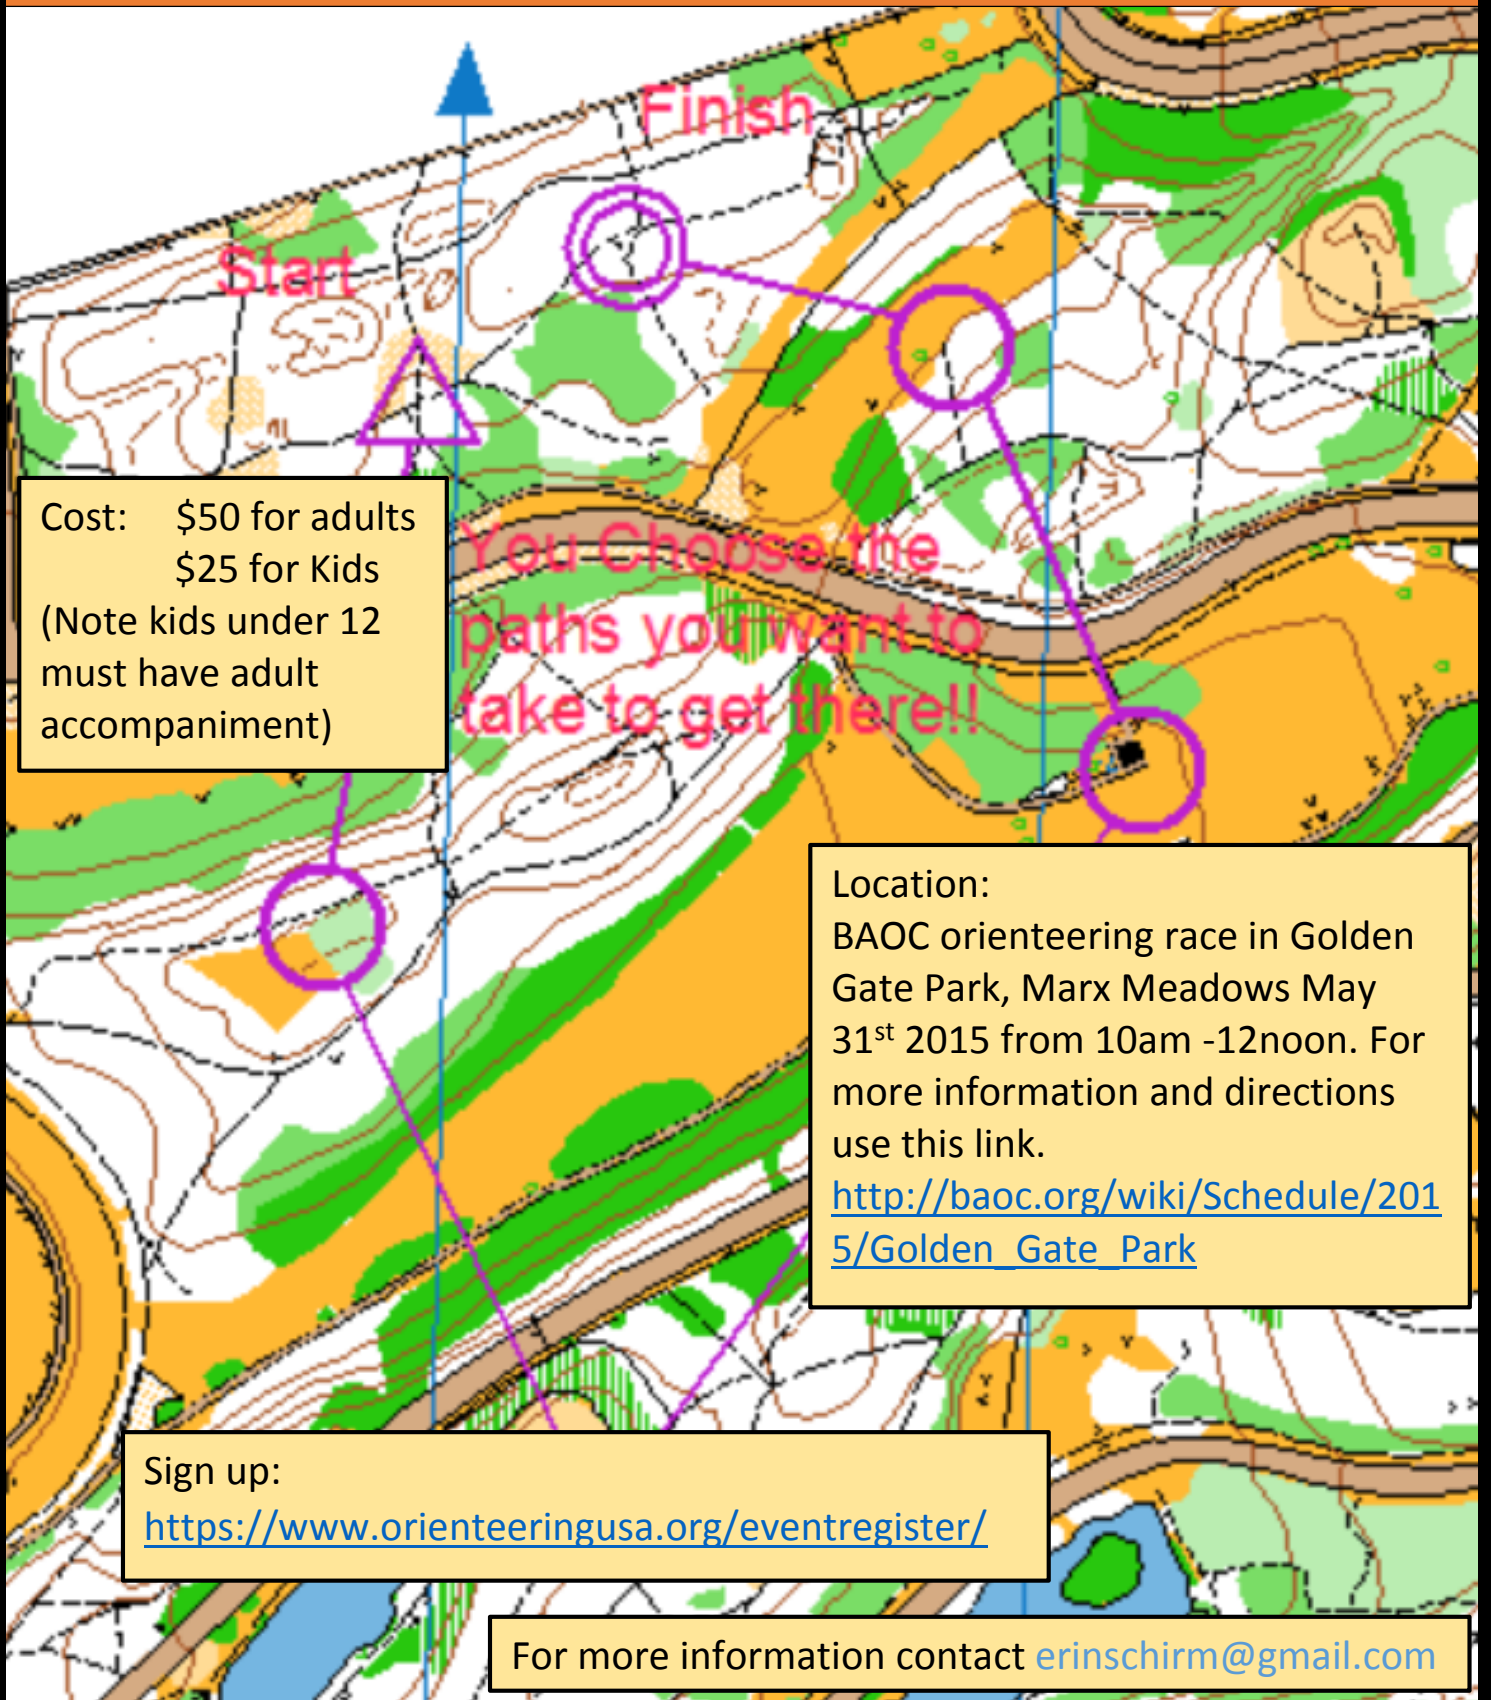 Finish
Start
Cost: $50 for adults
$25 for Kids
(Note kids under 12
must have adult
accompaniment)
You Choose the
paths you want to
take to get there!!
Location:
BAOC orienteering race in Golden
Gate Park, Marx Meadows May
31st 2015 from 10am -12noon. For
more information and directions
use this link.
http://baoc.org/wiki/Schedule/201
5/Golden_Gate_Park
Sign up:
https://www.orienteeringusa.org/eventregister/
For more information contact erinschirm@gmail.com